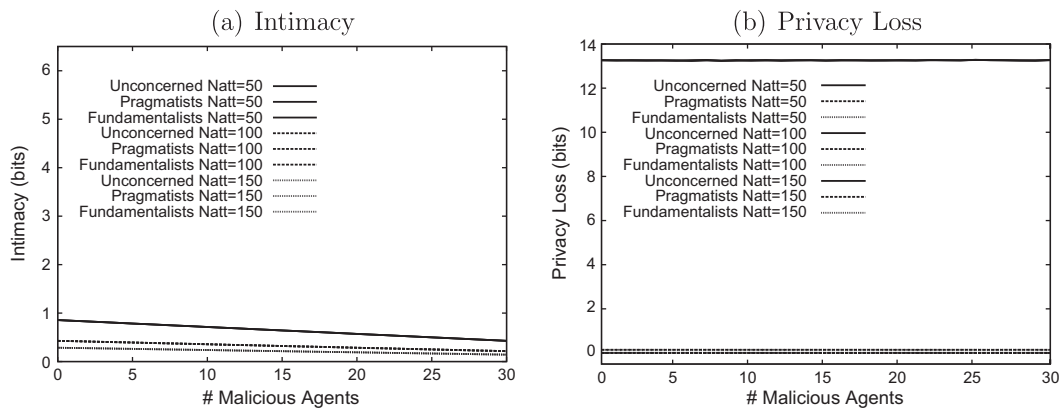 (a) Intimacy
6
5
4
3
2
1
0
Intimacy (bits)
Unconcerned Natt=50
Pragmatists Natt=50
Fundamentalists Natt=50
Unconcerned Natt=100
Pragmatists Natt=100
Fundamentalists Natt=100
Unconcerned Natt=150
Pragmatists Natt=150
Fundamentalists Natt=150
0 5 10 15 20 25 30
# Malicious Agents
(b) Privacy Loss
14
12
10
8
6
4
2
0
Privacy Loss (bits)
Unconcerned Natt=50
Pragmatists Natt=50
Fundamentalists Natt=50
Unconcerned Natt=100
Pragmatists Natt=100
Fundamentalists Natt=100
Unconcerned Natt=150
Pragmatists Natt=150
Fundamentalists Natt=150
0 5 10 15 20 25 30
# Malicious Agents